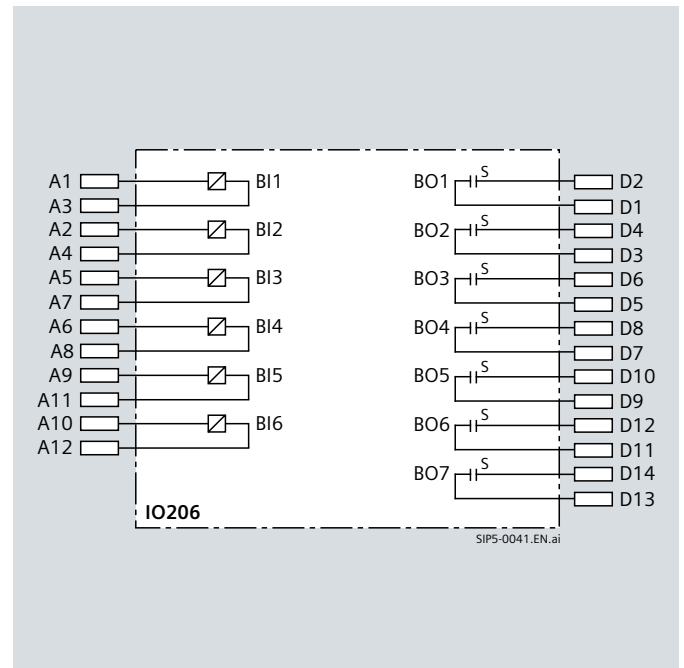 A1 BI1 BO1 S D2
A3 D1
A2 BI2 BO2 S D4
A4 D3
A5 BI3 BO3 S D6
A7 D5
A6 BI4 BO4 S D8
A8 D7
A9 BI5 BO5 S D10
A11 D9
A10 BI6 BO6 S D12
A12 D11
BO7 S D14
D13
IO206
SIP5-0041.EN.ai